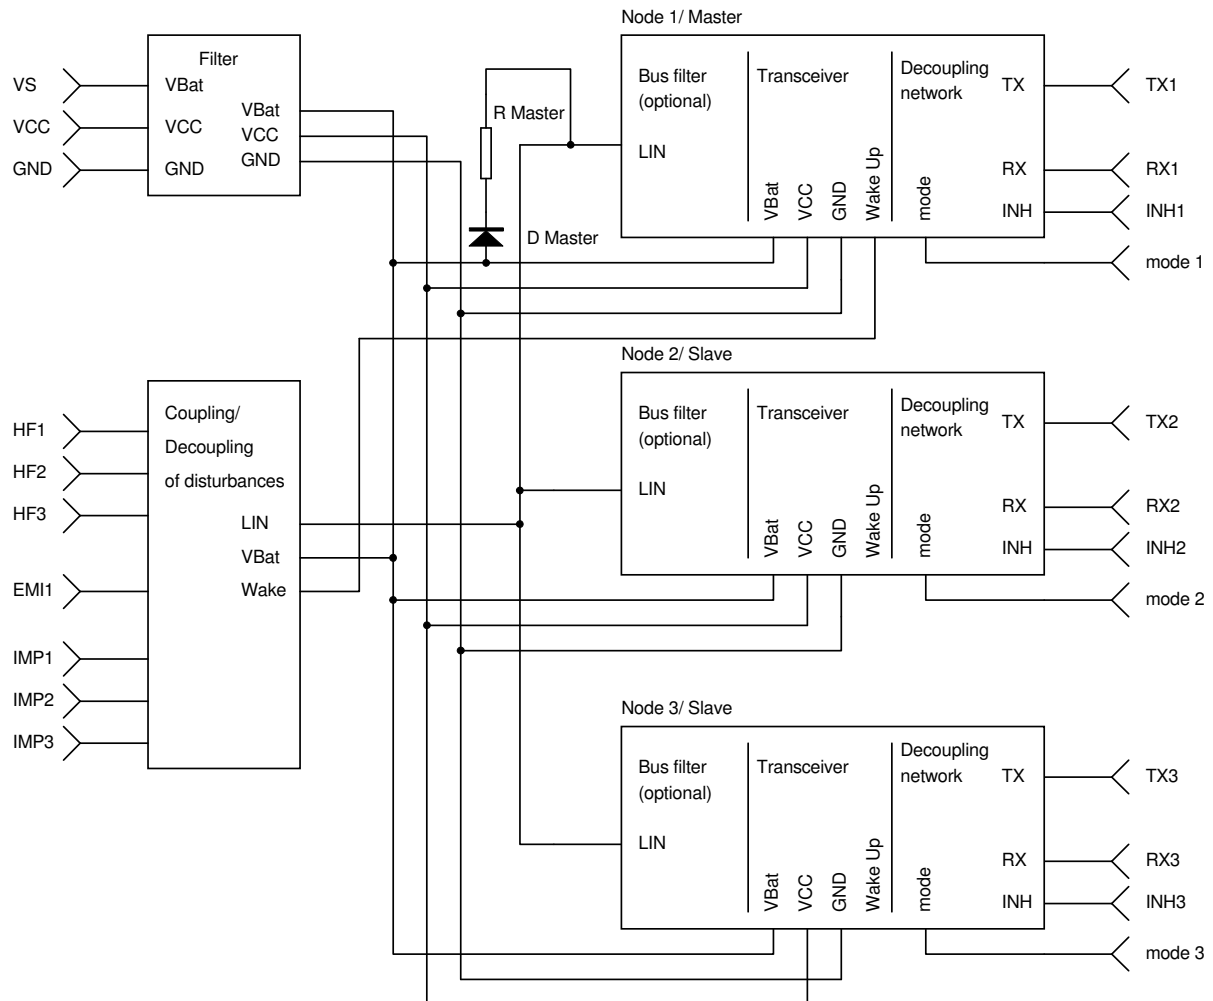 Node 1/ Master
Filter
VS
VCC
GND
VBat
VCC
GND
VBat
VCC
GND
R Master
D Master
Bus filter
(optional)
LIN
Transceiver
VBat
VCC
GND
Wake Up
Decoupling
network
mode
TX
RX
INH
TX1
RX1
INH1
mode 1
Node 2/ Slave
Coupling/
Decoupling
of disturbances
HF1
HF2
HF3
EMI1
IMP1
IMP2
IMP3
LIN
VBat
Wake
Bus filter
(optional)
LIN
Transceiver
VBat
VCC
GND
Wake Up
Decoupling
network
mode
TX
RX
INH
TX2
RX2
INH2
mode 2
Node 3/ Slave
Bus filter
(optional)
LIN
Transceiver
VBat
VCC
GND
Wake Up
Decoupling
network
mode
TX
RX
INH
TX3
RX3
INH3
mode 3